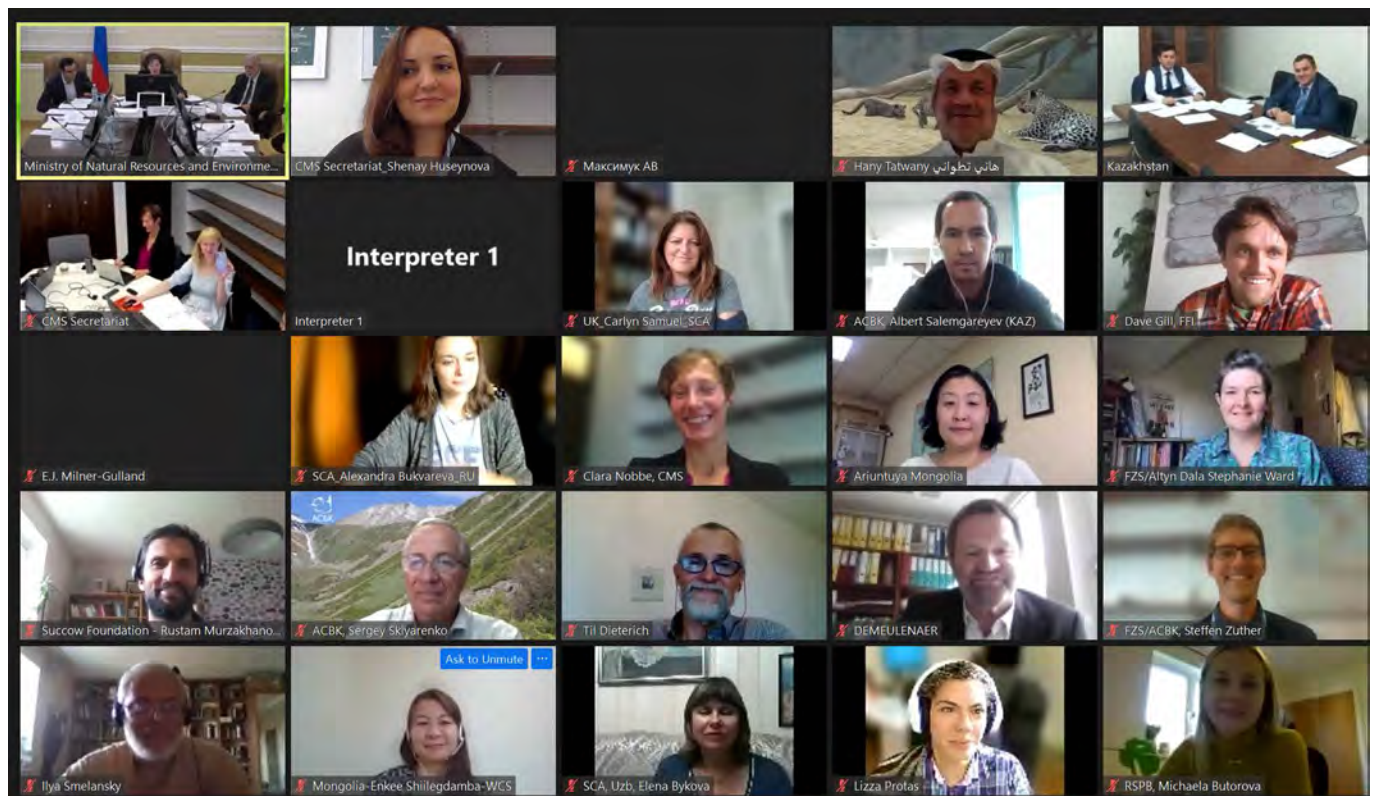 Ministry of Natural Resources and Environme...
CMS Secretariat_Shenay Huseynova
Максимук АВ
Hany Tatwany هاني تطواني
Kazakhstan
CMS Secretariat
Interpreter 1
Interpreter 1
UK_Carlyn Samuel_SCA
ACBK, Albert Salemgareyev (KAZ)
Dave Gill, FFI
E.J. Milner-Gulland
SCA_Alexandra Bukvareva_RU
Clara Nobbe, CMS
Ariuntuya Mongolia
FZS/Altyn Dala Stephanie Ward
Succow Foundation - Rustam Murzakhano...
ACBK
ACBK, Sergey Sklyarenko
Til Dieterich
DEMEULENAER
FZS/ACBK, Steffen Zuther
Ilya Smelansky
Ask to Unmute ...
Mongolia-Enkee Shiilegdamba-WCS
SCA, Uzb, Elena Bykova
Lizza Protas
RSPB, Michaela Butorova